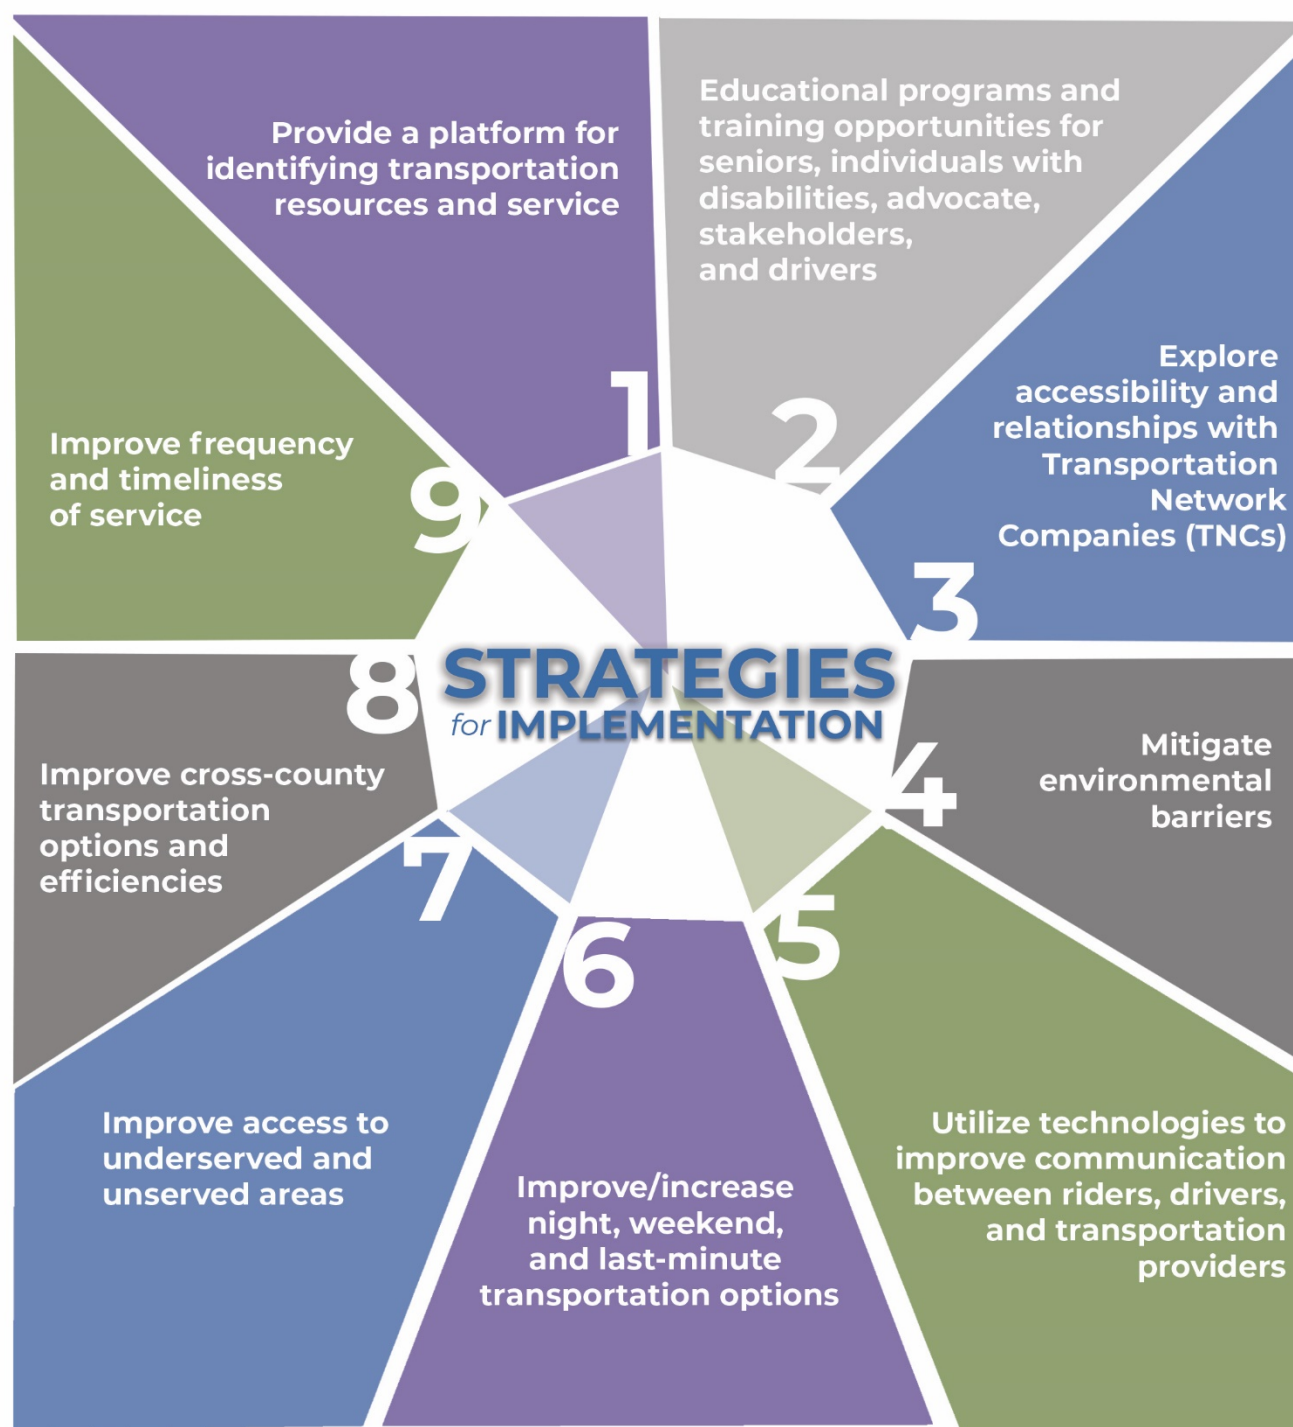 STRATEGIES
for IMPLEMENTATION
1
Provide a platform for
identifying transportation
resources and service
2
Educational programs and
training opportunities for
seniors, individuals with
disabilities, advocate,
stakeholders,
and drivers
3
Explore
accessibility and
relationships with
Transportation
Network
Companies (TNCs)
4
Mitigate
environmental
barriers
5
Utilize technologies to
improve communication
between riders, drivers,
and transportation
providers
6
Improve/increase
night, weekend,
and last-minute
transportation options
7
Improve access to
underserved and
unserved areas
8
Improve cross-county
transportation
options and
efficiencies
9
Improve frequency
and timeliness
of service